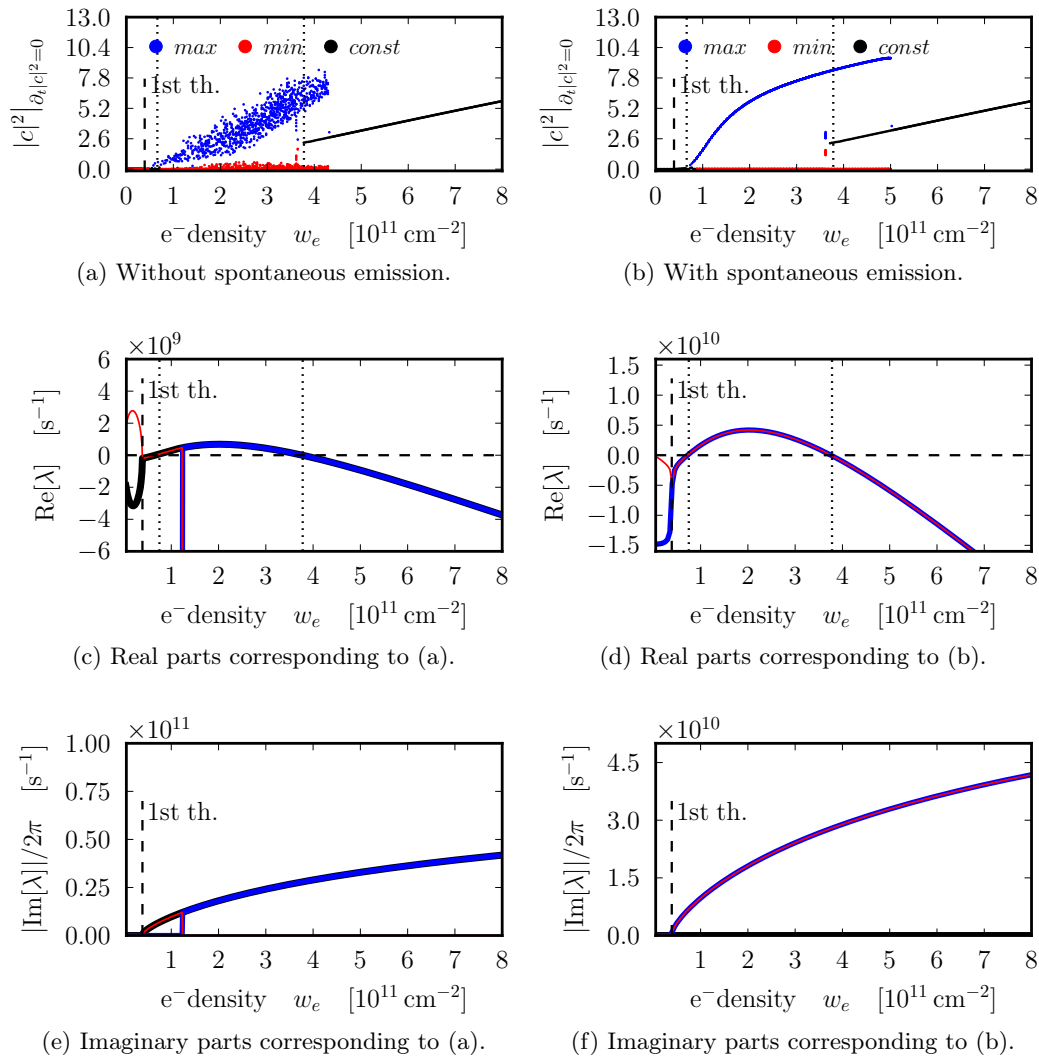 13.0
10.4
7.8
5.2
2.6
0.0
|c|²|∂ₜ|c|²=0
max min const
1st th.
0 1 2 3 4 5 6 7 8
e⁻density wₑ [10¹¹ cm⁻²]
(a) Without spontaneous emission.
13.0
10.4
7.8
5.2
2.6
0.0
|c|²|∂ₜ|c|²=0
max min const
1st th.
0 1 2 3 4 5 6 7 8
e⁻density wₑ [10¹¹ cm⁻²]
(b) With spontaneous emission.
×10⁹
6
4
2
0
−2
−4
−6
Re[λ] [s⁻¹]
1st th.
1 2 3 4 5 6 7 8
e⁻density wₑ [10¹¹ cm⁻²]
(c) Real parts corresponding to (a).
×10¹⁰
1.5
1.0
0.5
0.0
−0.5
−1.0
−1.5
Re[λ] [s⁻¹]
1st th.
1 2 3 4 5 6 7 8
e⁻density wₑ [10¹¹ cm⁻²]
(d) Real parts corresponding to (b).
×10¹¹
1.00
0.75
0.50
0.25
0.00
|Im[λ]|/2π [s⁻¹]
1st th.
1 2 3 4 5 6 7 8
e⁻density wₑ [10¹¹ cm⁻²]
(e) Imaginary parts corresponding to (a).
×10¹⁰
4.5
3.0
1.5
0.0
|Im[λ]|/2π [s⁻¹]
1st th.
1 2 3 4 5 6 7 8
e⁻density wₑ [10¹¹ cm⁻²]
(f) Imaginary parts corresponding to (b).